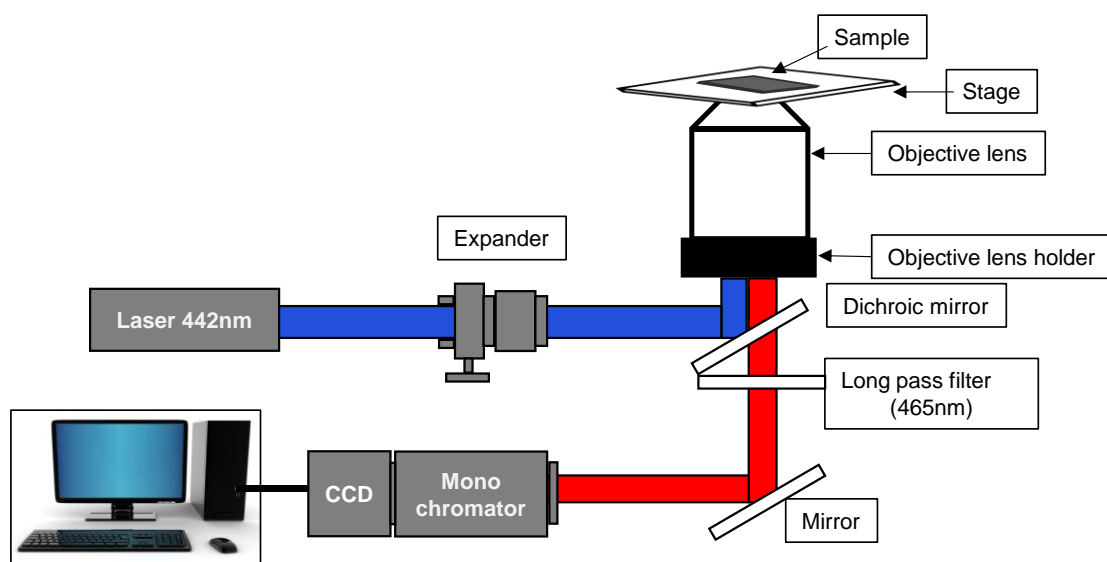 Sample
Stage
Objective lens
Expander
Objective lens holder
Laser 442nm
Dichroic mirror
Long pass filter
(465nm)
CCD
Mono
chromator
Mirror